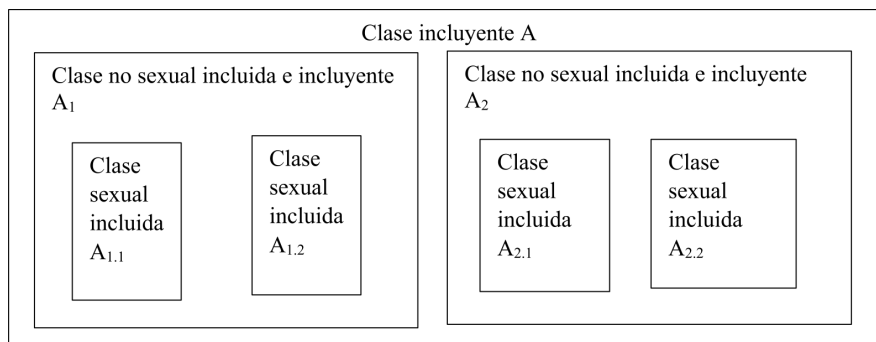 Clase incluyente A
Clase no sexual incluida e incluyente
A₁
Clase
sexual
incluida
A₁.₁
Clase
sexual
incluida
A₁.₂
Clase no sexual incluida e incluyente
A₂
Clase
sexual
incluida
A₂.₁
Clase
sexual
incluida
A₂.₂